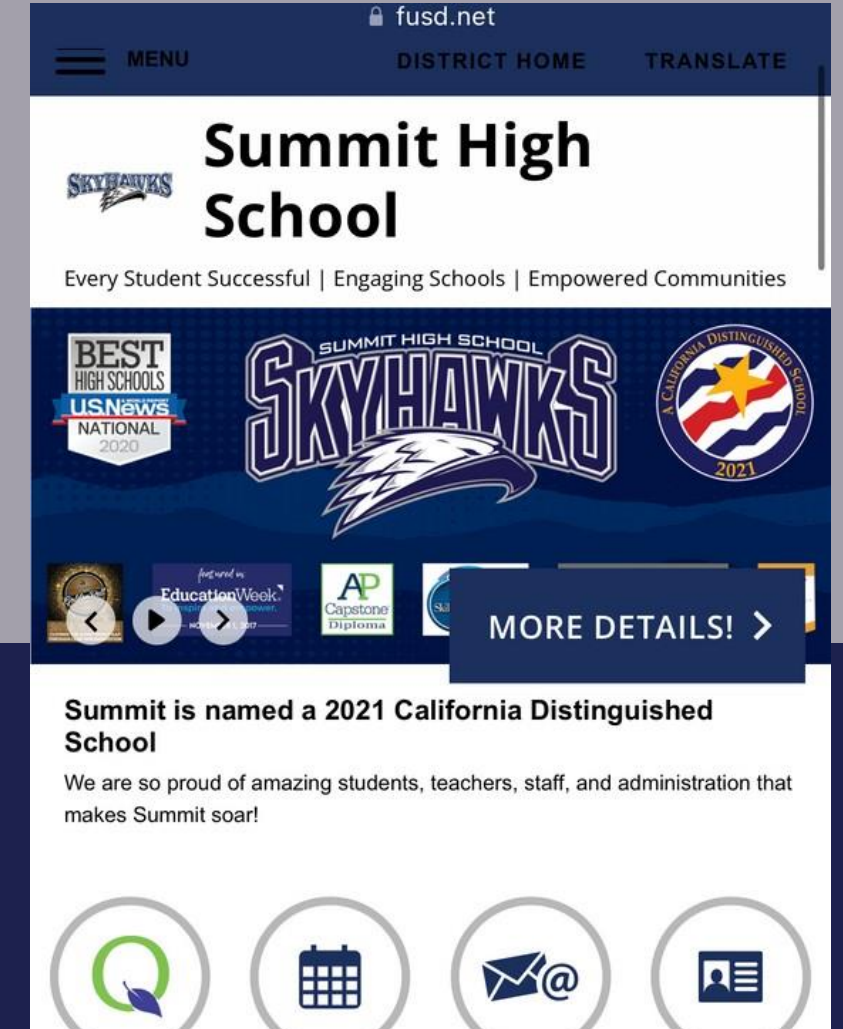 fusd.net
MENU DISTRICT HOME TRANSLATE
SKYHAWKS
Summit High
School
Every Student Successful | Engaging Schools | Empowered Communities
BEST
HIGH SCHOOLS
U.S.News
NATIONAL
2020
SUMMIT HIGH SCHOOL
SKYHAWKS
A CALIFORNIA DISTINGUISHED SCHOOL
2021
featured in
EducationWeek
AP
Capstone
Diploma
MORE DETAILS!
Summit is named a 2021 California Distinguished
School
We are so proud of amazing students, teachers, staff, and administration that
makes Summit soar!